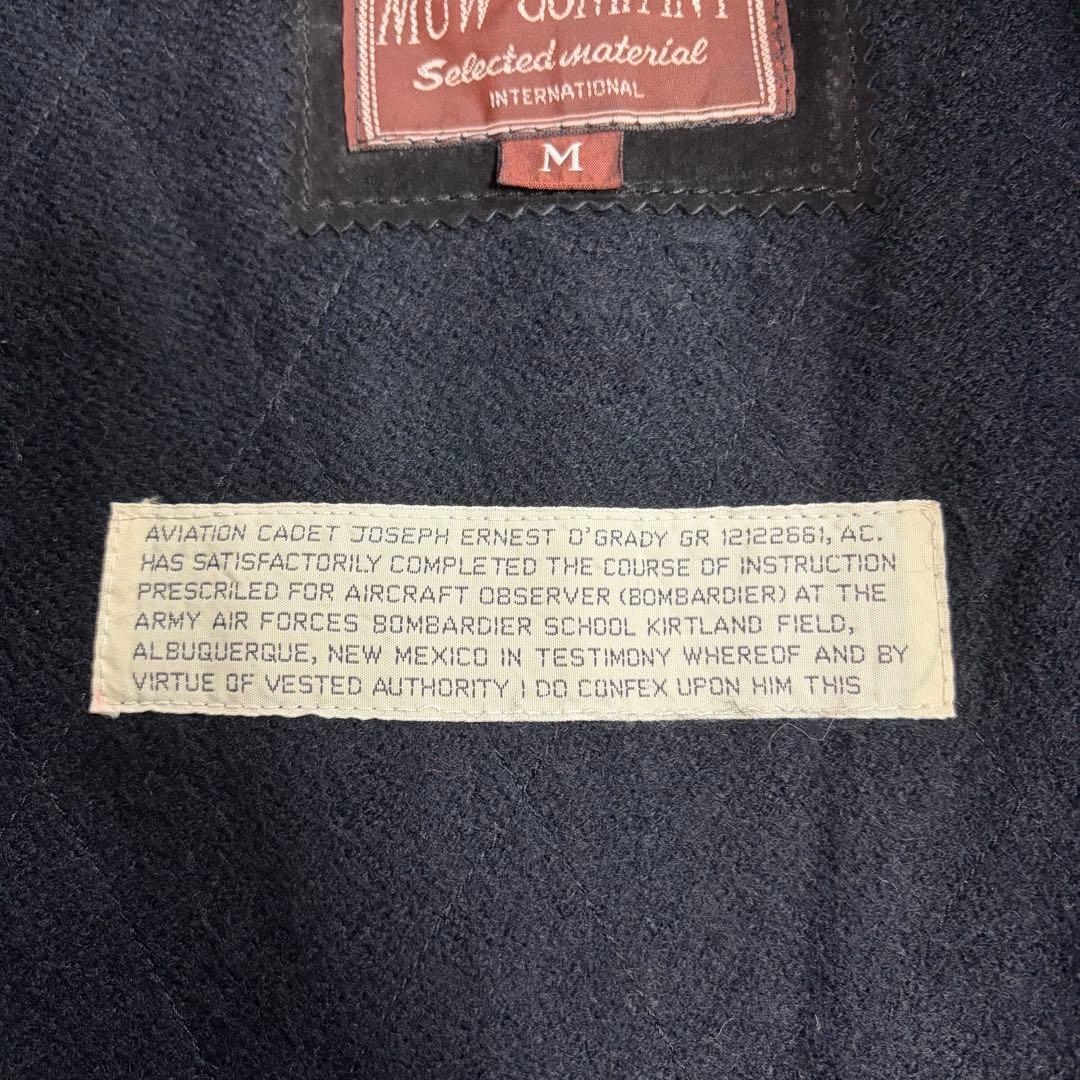 COMPANY
Selected material
INTERNATIONAL
M
AVIATION CADET JOSEPH ERNEST D'GRADY GR 12122661, AC.
HAS SATISFACTORILY COMPLETED THE COURSE OF INSTRUCTION
PRESCRILED FOR AIRCRAFT OBSERVER (BOMBARDIER) AT THE
ARMY AIR FORCES BOMBARDIER SCHOOL KIRTLAND FIELD,
ALBUQUERQUE, NEW MEXICO IN TESTIMONY WHEREOF AND BY
VIRTUE OF VESTED AUTHORITY I DO CONFEX UPON HIM THIS